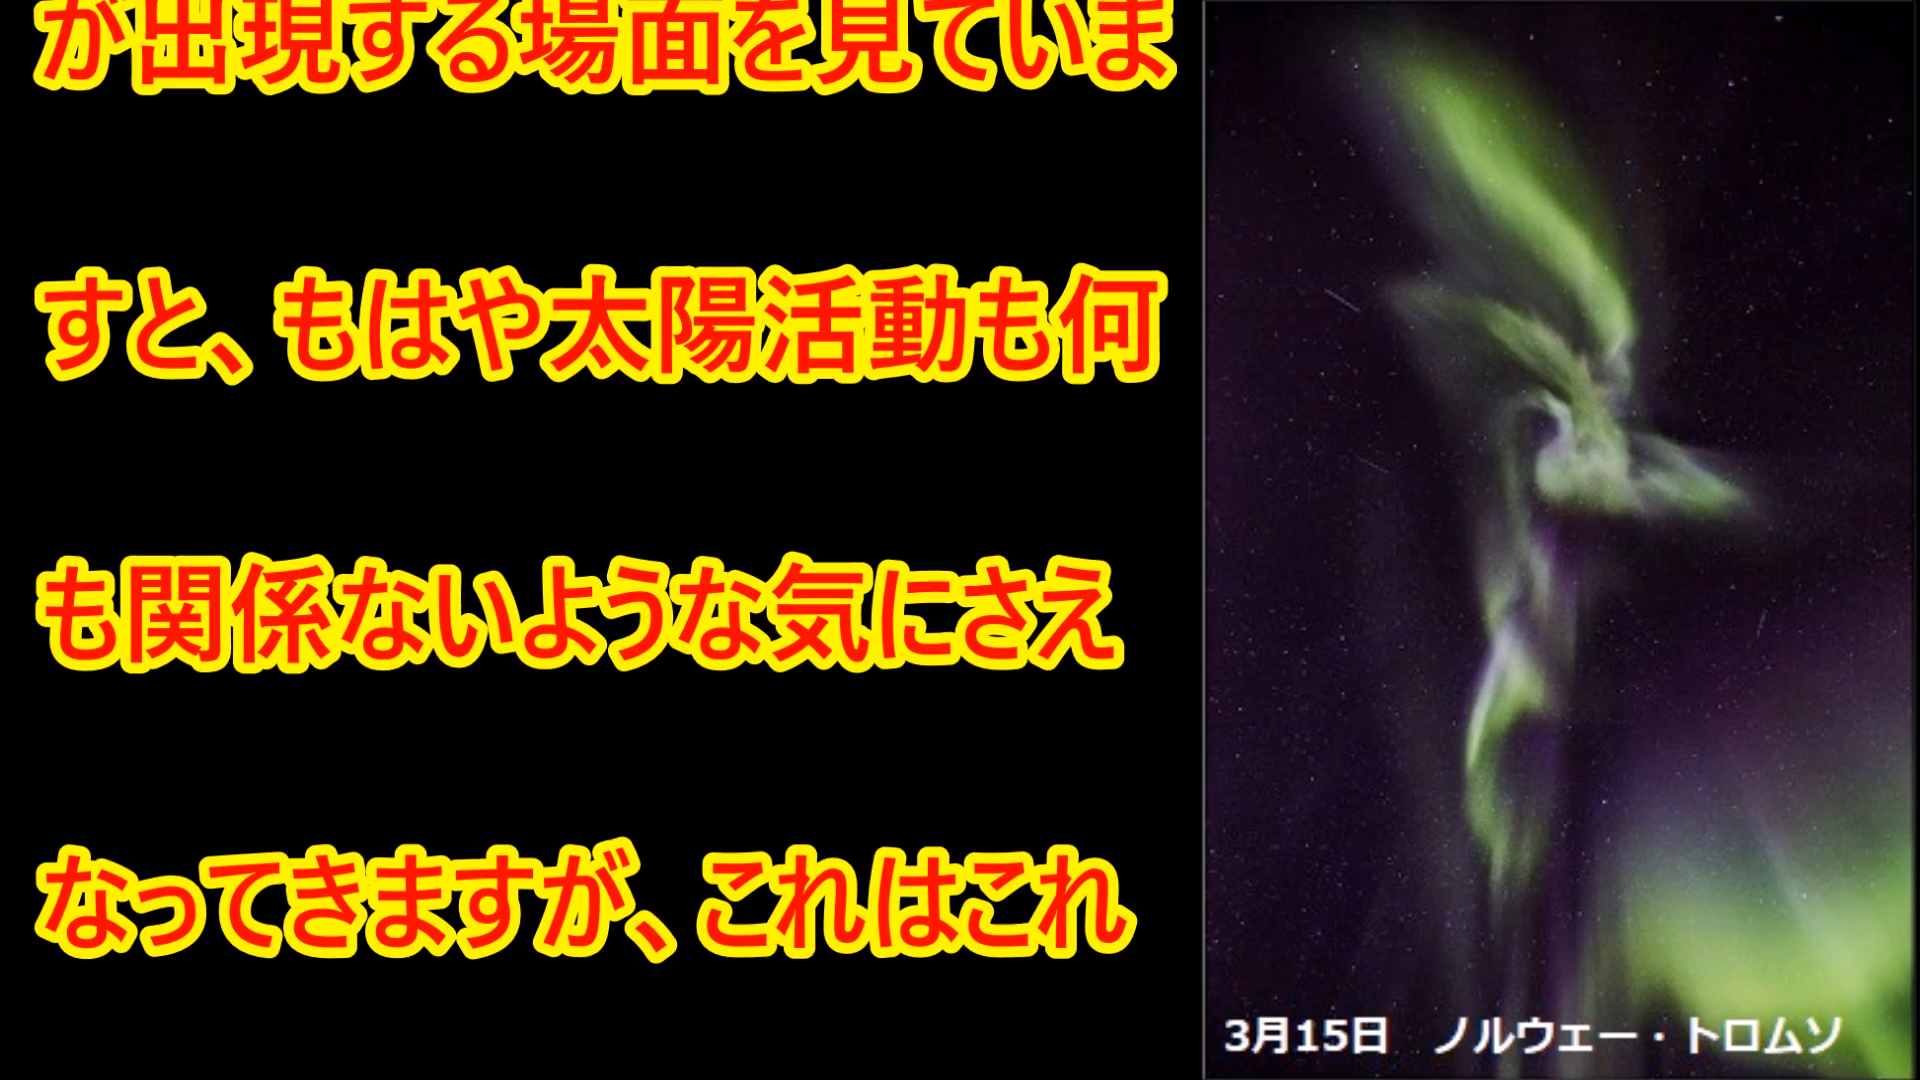 が出現する場面を見ていま
すと、もはや太陽活動も何
も関係ないような気にさえ
なってきますが、これはこれ
3月15日 ノルウェー・トロムソ